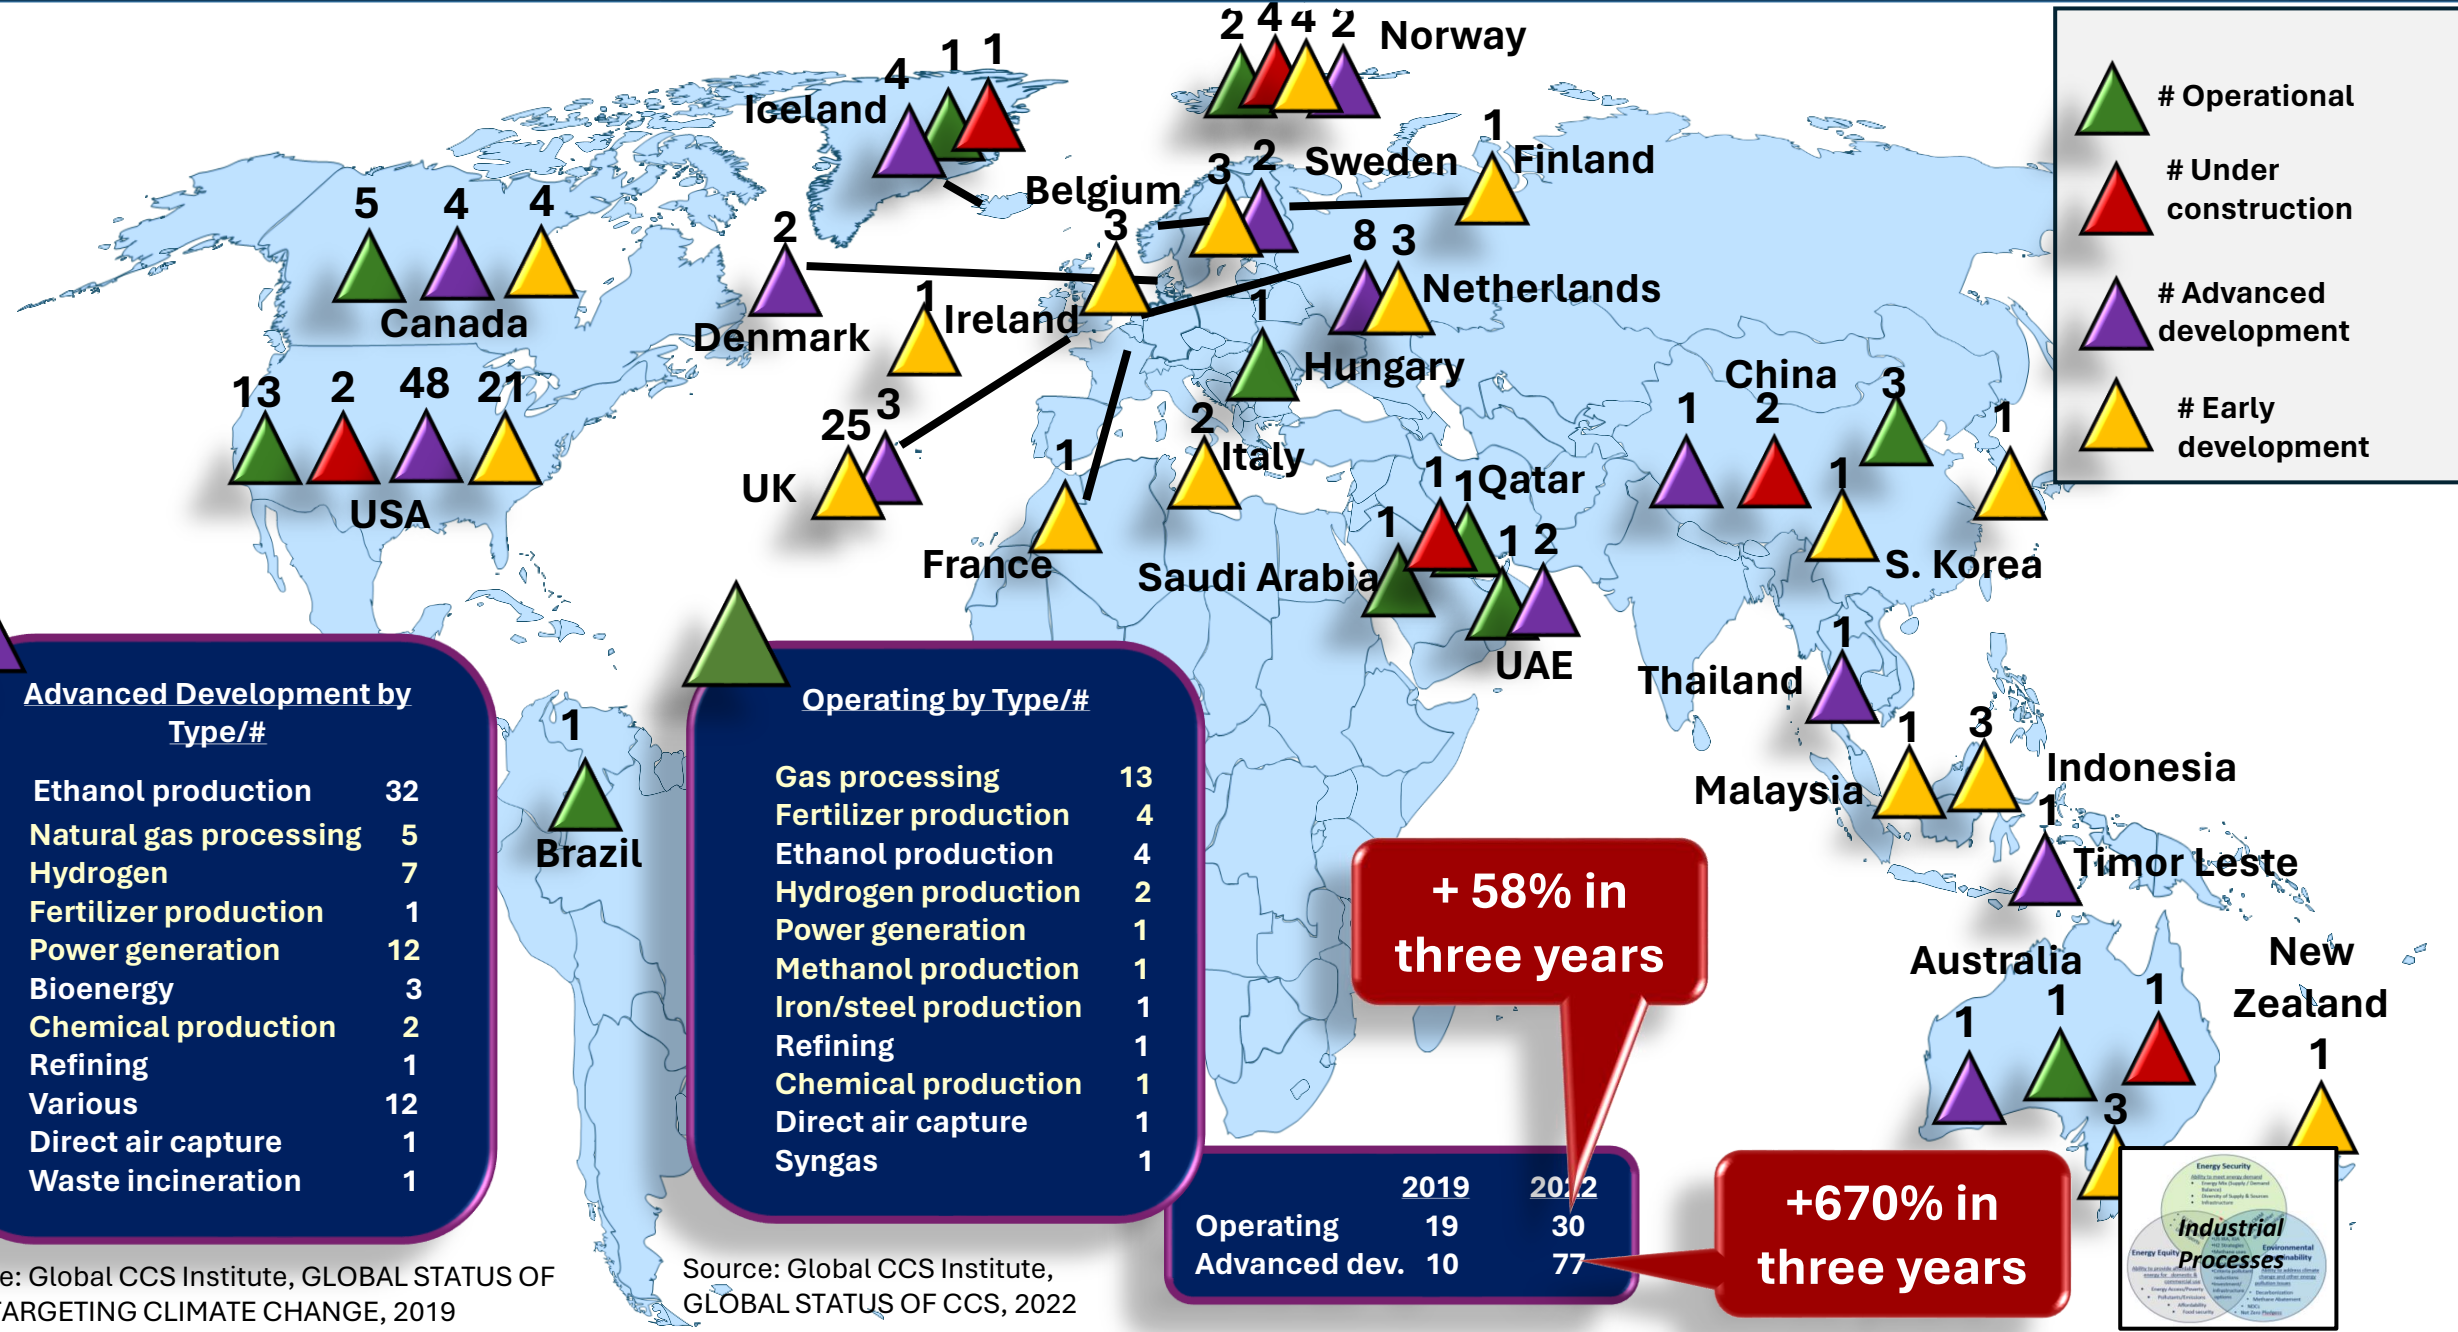 2 4 4 2 Norway
4 1 1
Iceland
1
Finland
3 2 Sweden
Belgium
3
5 4 4
Canada
2
Denmark
1
Ireland
8 3
Netherlands
1
Hungary
13 2 48 21
USA
25 3
UK
1
France
2
Italy
1 1 Qatar
1
Saudi Arabia
1 2
UAE
China
1 2 3
1
1
S. Korea
1
Thailand
1 3
Malaysia
Indonesia
1
Timor Leste
1
Brazil
Australia
1 1 1
3
New
Zealand
1
# Operational
# Under
construction
# Advanced
development
# Early
development
Advanced Development by
Type/#
Ethanol production 32
Natural gas processing 5
Hydrogen 7
Fertilizer production 1
Power generation 12
Bioenergy 3
Chemical production 2
Refining 1
Various 12
Direct air capture 1
Waste incineration 1
Operating by Type/#
Gas processing 13
Fertilizer production 4
Ethanol production 4
Hydrogen production 2
Power generation 1
Methanol production 1
Iron/steel production 1
Refining 1
Chemical production 1
Direct air capture 1
Syngas 1
+ 58% in
three years
2019 2022
Operating 19 30
Advanced dev. 10 77
+670% in
three years
e: Global CCS Institute, GLOBAL STATUS OF
TARGETING CLIMATE CHANGE, 2019
Source: Global CCS Institute,
GLOBAL STATUS OF CCS, 2022
Energy Security
Industrial
Processes
Energy Equity
Environmental